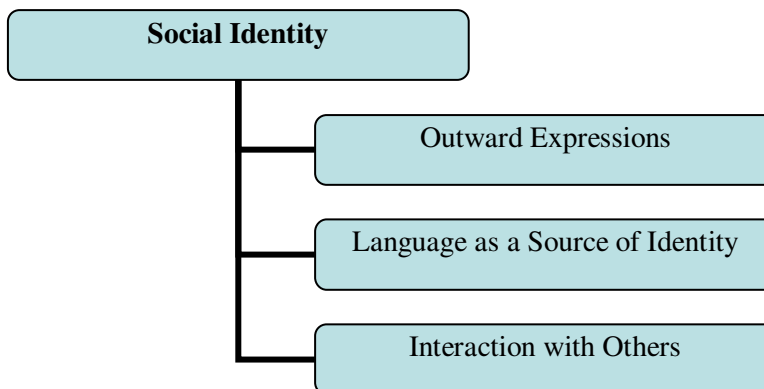 Social Identity
Outward Expressions
Language as a Source of Identity
Interaction with Others